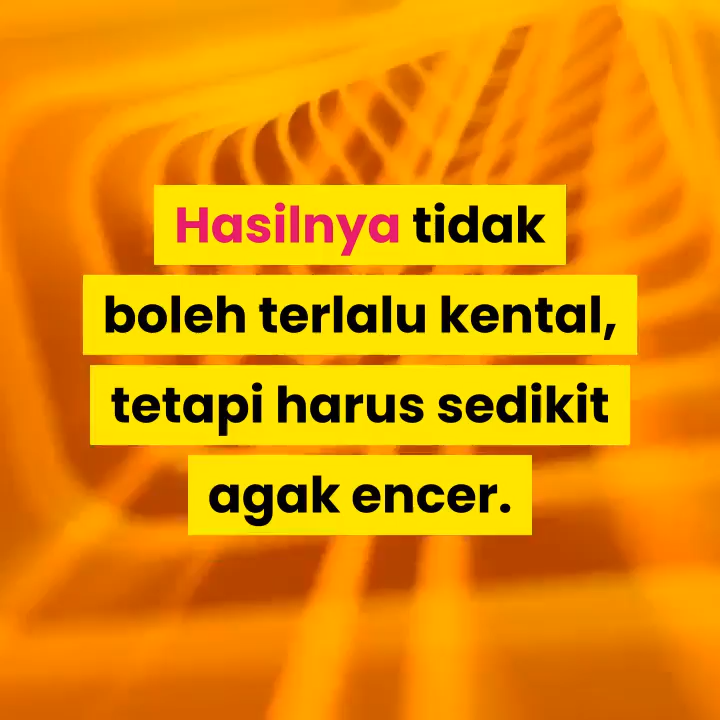 Hasilnya tidak
boleh terlalu kental,
tetapi harus sedikit
agak encer.